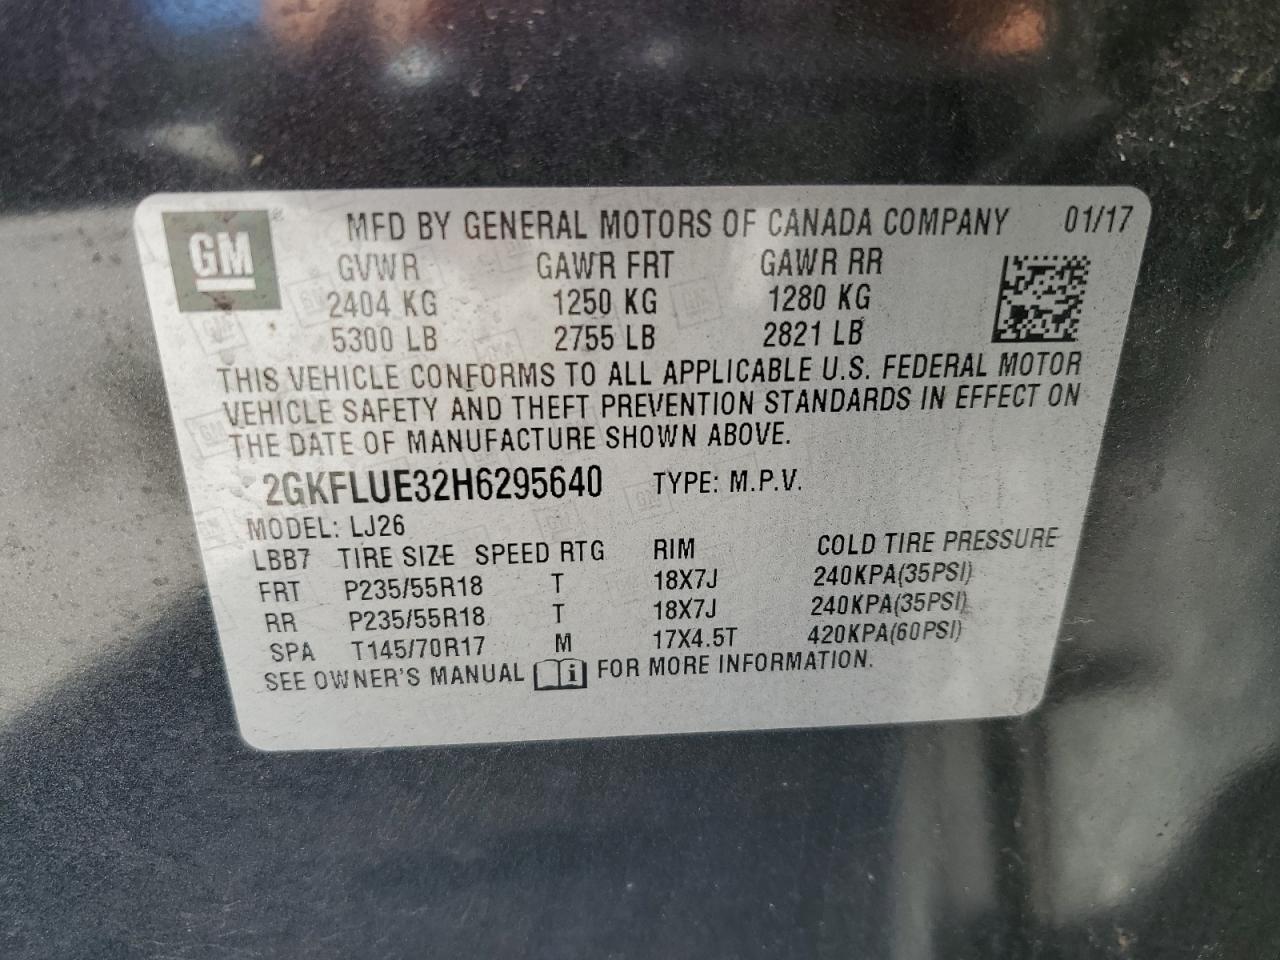 GM
MFD BY GENERAL MOTORS OF CANADA COMPANY 01/17
GVWR GAWR FRT GAWR RR
2404 KG 1250 KG 1280 KG
5300 LB 2755 LB 2821 LB
THIS VEHICLE CONFORMS TO ALL APPLICABLE U.S. FEDERAL MOTOR
VEHICLE SAFETY AND THEFT PREVENTION STANDARDS IN EFFECT ON
THE DATE OF MANUFACTURE SHOWN ABOVE.
2GKFLUE32H6295640 TYPE: M.P.V.
MODEL: LJ26
LBB7 TIRE SIZE SPEED RTG RIM COLD TIRE PRESSURE
FRT P235/55R18 T 18X7J 240KPA(35PSI)
RR P235/55R18 T 18X7J 240KPA(35PSI)
SPA T145/70R17 M 17X4.5T 420KPA(60PSI)
SEE OWNER'S MANUAL i FOR MORE INFORMATION.